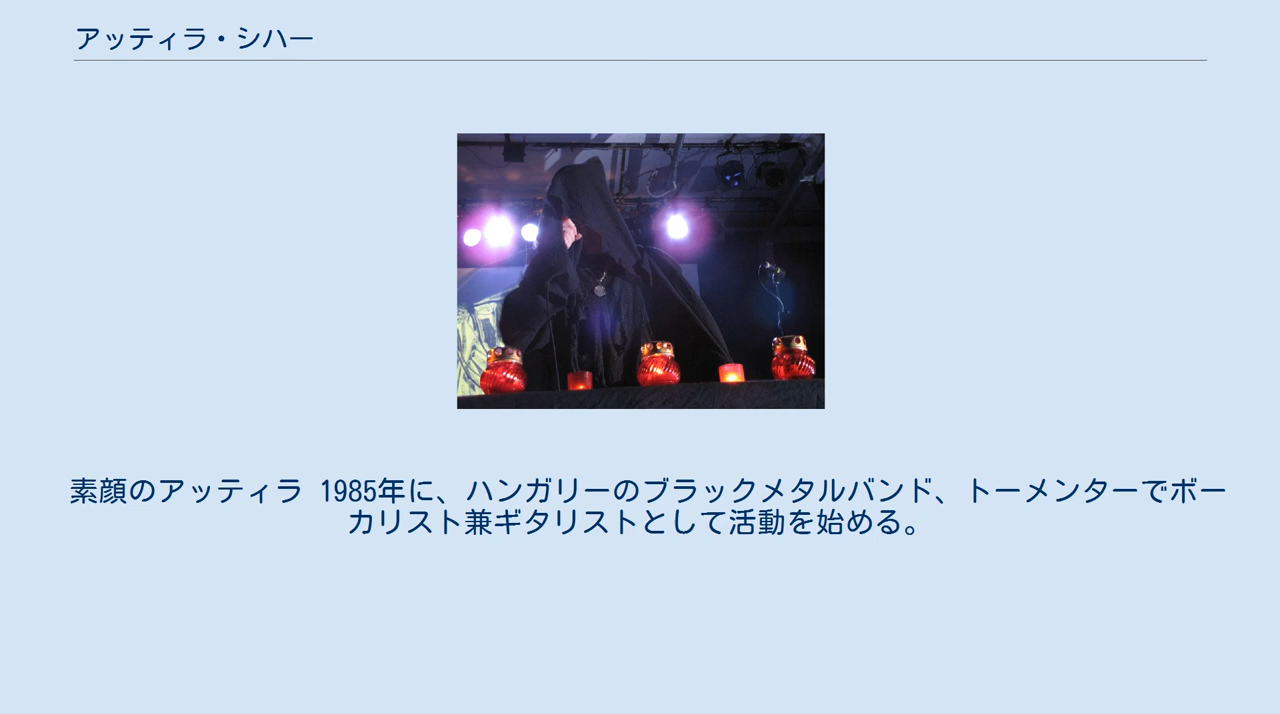 アッティラ・シハー
素顔のアッティラ 1985年に、ハンガリーのブラックメタルバンド、トーメンターでボー
カリスト兼ギタリストとして活動を始める。